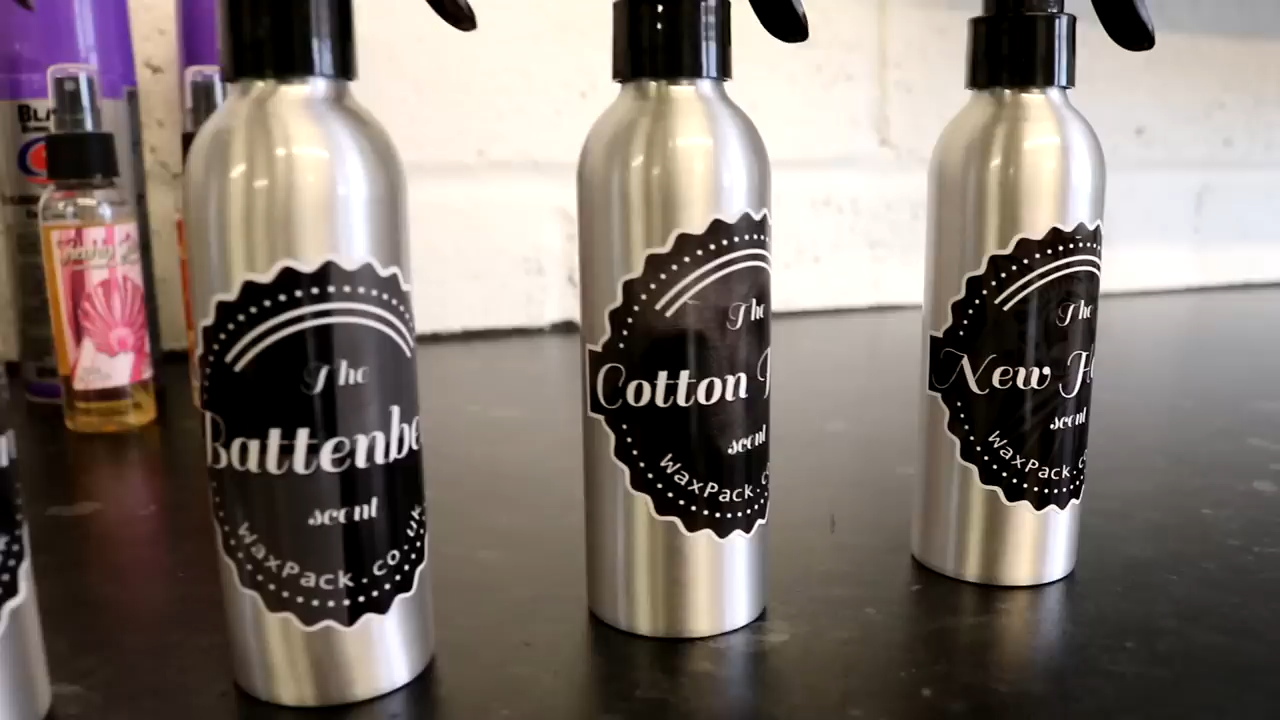 The
Battenbe
scent
WaxPack.co.uk
The
Cotton
scent
WaxPack.c
The
New H
scent
WaxPack.c